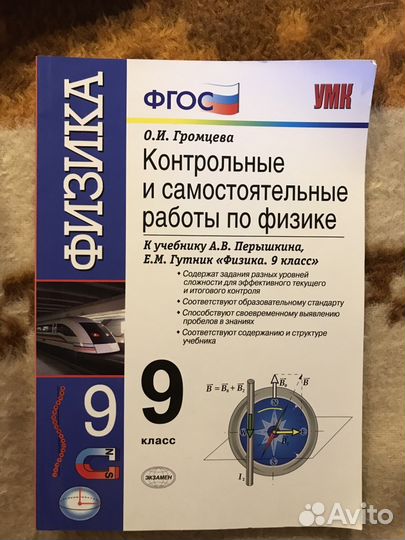 ФИЗИКА
ФГОС
УМК
О.И. Громцева
Контрольные
и самостоятельные
работы по физике
К учебнику А.В. Перышкина,
Е.М. Гутник «Физика. 9 класс»
• Содержат задания разных уровней
сложности для эффективного текущего
и итогового контроля
• Соответствуют образовательному стандарту
• Способствуют своевременному выявлению
пробелов в знаниях
• Соответствуют содержанию и структуре
учебника
9
9
класс
S N
ЭКЗАМЕН
Avito